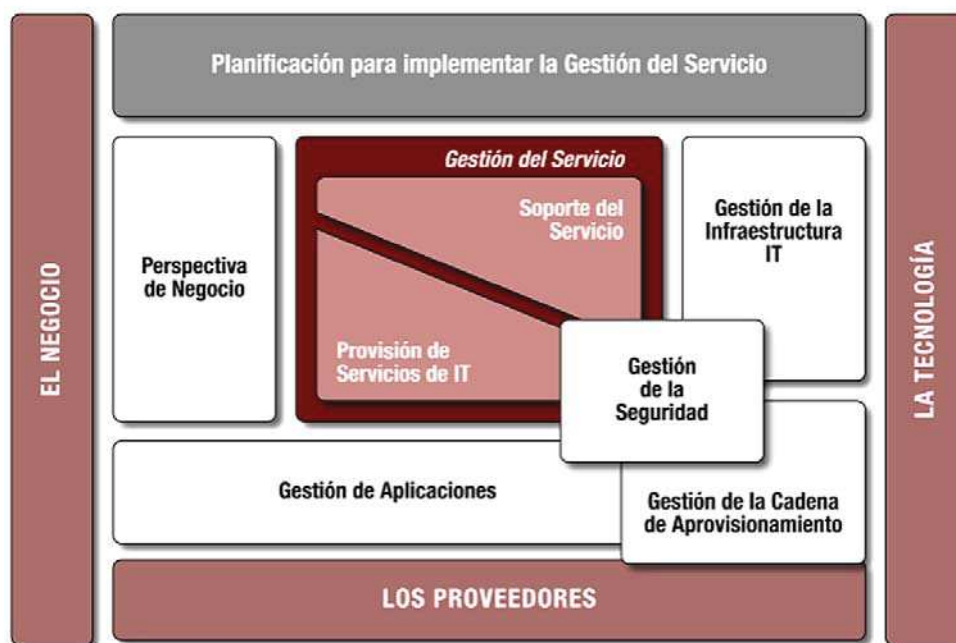 Planificación para implementar la Gestión del Servicio
EL NEGOCIO
Perspectiva
de Negocio
Gestión del Servicio
Soporte del
Servicio
Provisión de
Servicios de IT
Gestión de la
Infraestructura
IT
Gestión
de la
Seguridad
Gestión de Aplicaciones
Gestión de la Cadena
de Aprovisionamiento
LOS PROVEEDORES
LA TECNOLOGÍA